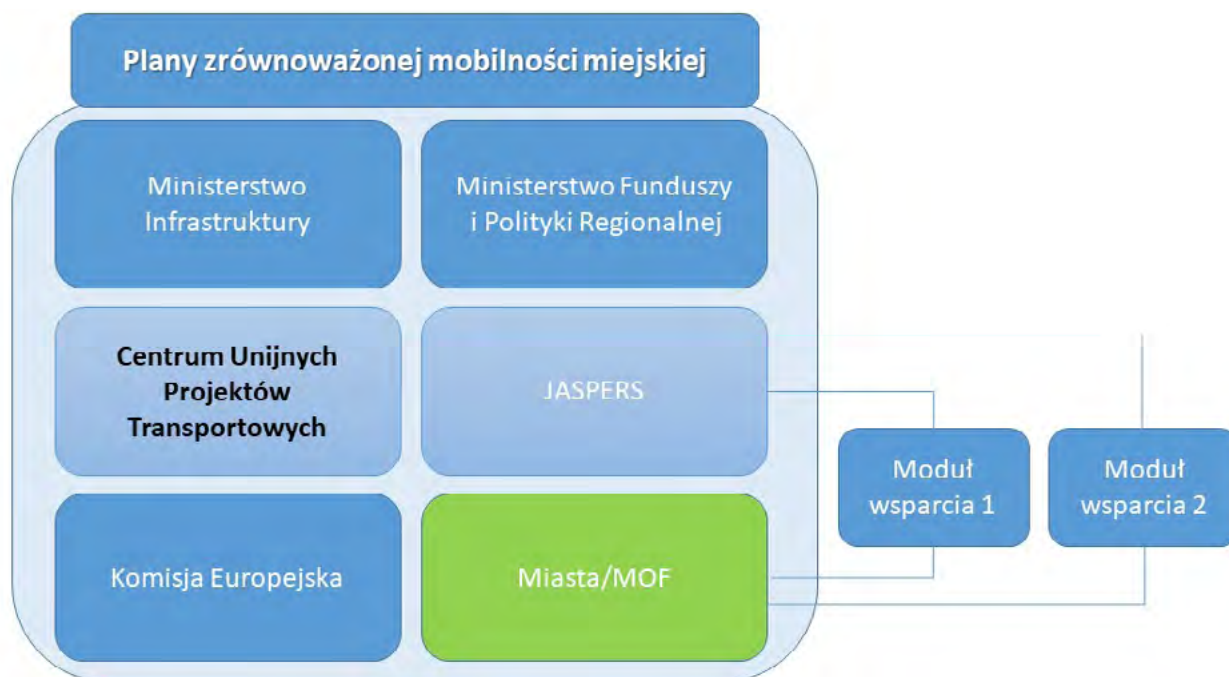 Plany zrównoważonej mobilności miejskiej
Ministerstwo
Infrastruktury
Ministerstwo Funduszy
i Polityki Regionalnej
Centrum Unijnych
Projektów
Transportowych
JASPERS
Moduł
wsparcia 1
Moduł
wsparcia 2
Komisja Europejska
Miasta/MOF